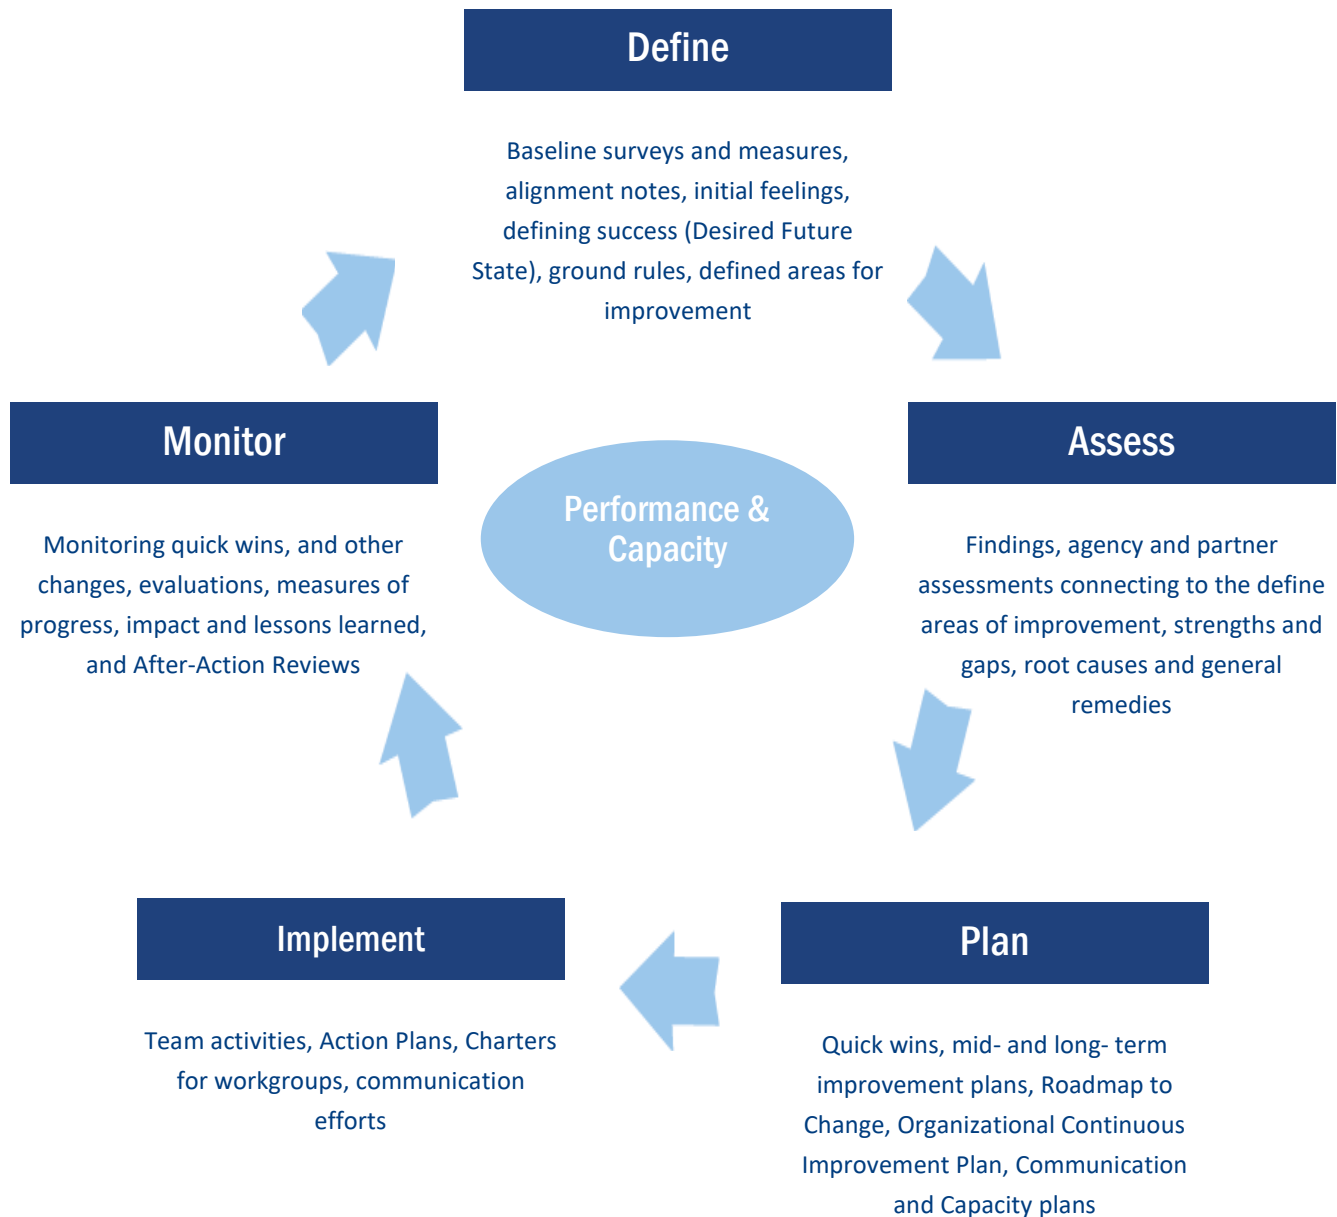 Define
Baseline surveys and measures,
alignment notes, initial feelings,
defining success (Desired Future
State), ground rules, defined areas for
improvement
Assess
Findings, agency and partner
assessments connecting to the define
areas of improvement, strengths and
gaps, root causes and general
remedies
Plan
Quick wins, mid- and long- term
improvement plans, Roadmap to
Change, Organizational Continuous
Improvement Plan, Communication
and Capacity plans
Implement
Team activities, Action Plans, Charters
for workgroups, communication
efforts
Monitor
Monitoring quick wins, and other
changes, evaluations, measures of
progress, impact and lessons learned,
and After-Action Reviews
Performance &
Capacity